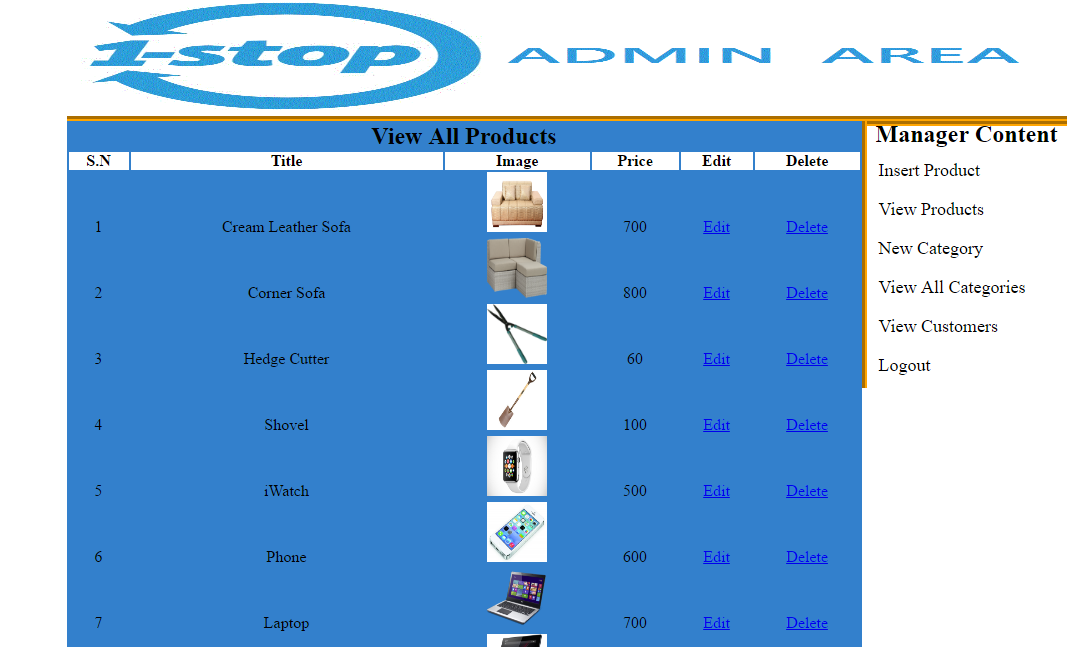 1-stop ADMIN AREA
View All Products
S.N Title Image Price Edit Delete
1 Cream Leather Sofa 700 Edit Delete
2 Corner Sofa 800 Edit Delete
3 Hedge Cutter 60 Edit Delete
4 Shovel 100 Edit Delete
5 iWatch 500 Edit Delete
6 Phone 600 Edit Delete
7 Laptop 700 Edit Delete
Manager Content
Insert Product
View Products
New Category
View All Categories
View Customers
Logout